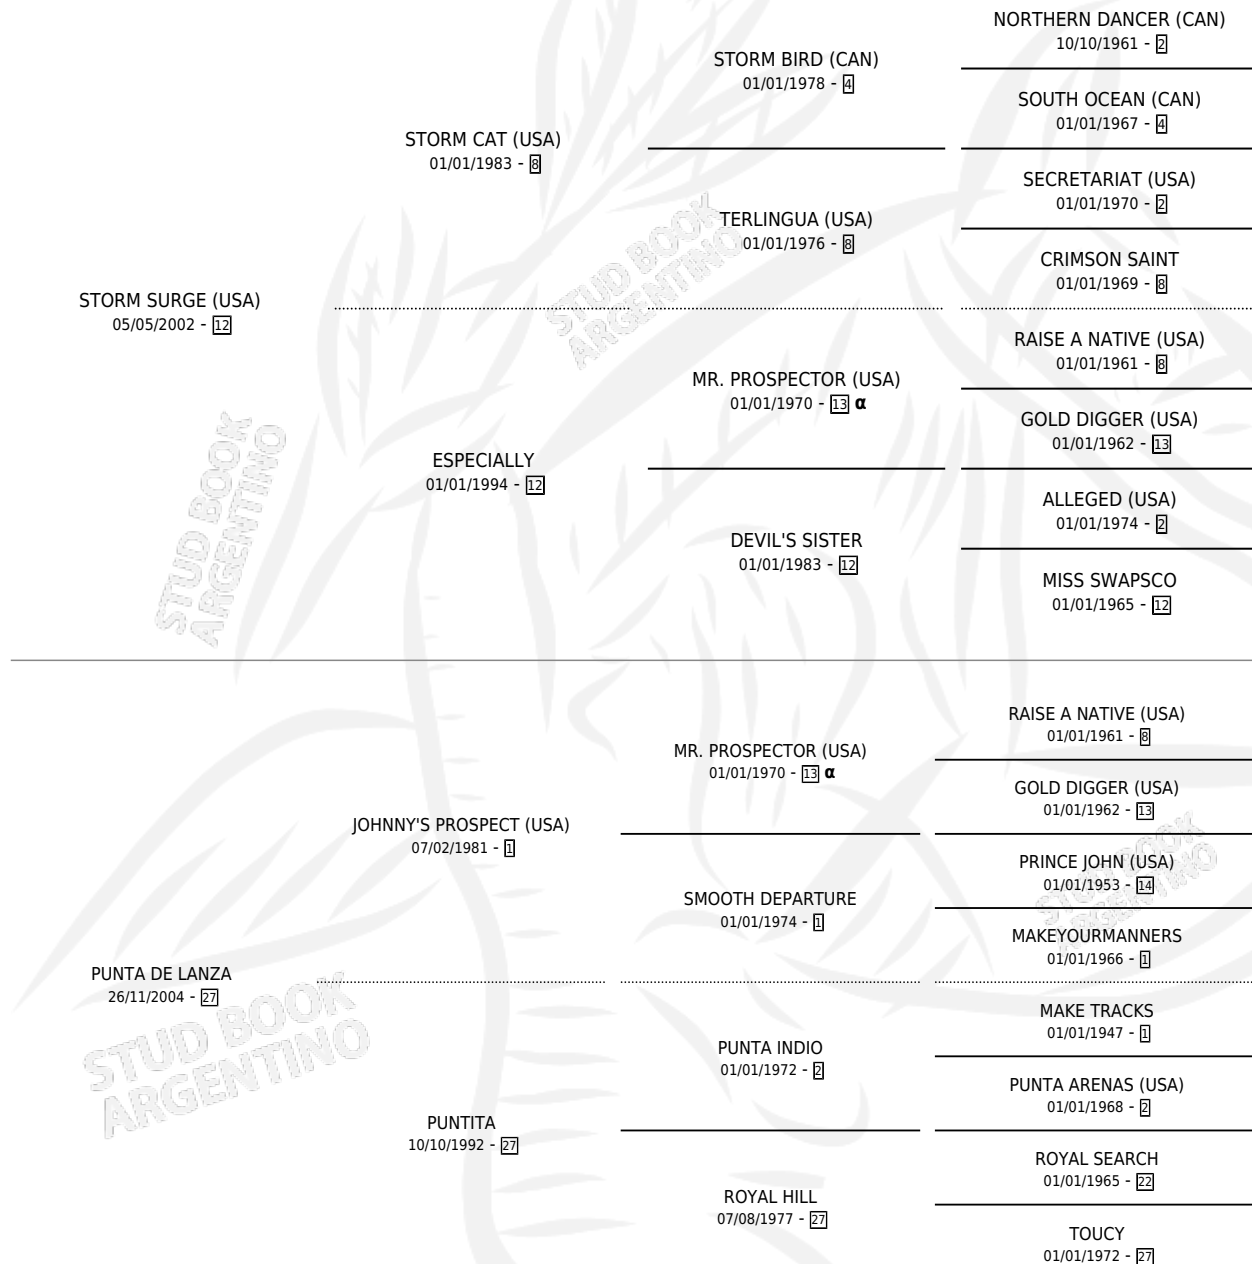 NORTHERN DANCER (CAN)
10/10/1961 - 2
STORM BIRD (CAN)
01/01/1978 - 4
SOUTH OCEAN (CAN)
01/01/1967 - 4
STORM CAT (USA)
01/01/1983 - 8
SECRETARIAT (USA)
01/01/1970 - 2
TERLINGUA (USA)
01/01/1976 - 8
CRIMSON SAINT
01/01/1969 - 8
STORM SURGE (USA)
05/05/2002 - 12
RAISE A NATIVE (USA)
01/01/1961 - 8
MR. PROSPECTOR (USA)
01/01/1970 - 13 α
GOLD DIGGER (USA)
01/01/1962 - 13
ESPECIALLY
01/01/1994 - 12
ALLEGED (USA)
01/01/1974 - 2
DEVIL'S SISTER
01/01/1983 - 12
MISS SWAPSCO
01/01/1965 - 12
RAISE A NATIVE (USA)
01/01/1961 - 8
MR. PROSPECTOR (USA)
01/01/1970 - 13 α
GOLD DIGGER (USA)
01/01/1962 - 13
JOHNNY'S PROSPECT (USA)
07/02/1981 - 1
PRINCE JOHN (USA)
01/01/1953 - 14
SMOOTH DEPARTURE
01/01/1974 - 1
MAKEYOURMANNERS
01/01/1966 - 1
PUNTA DE LANZA
26/11/2004 - 27
MAKE TRACKS
01/01/1947 - 1
PUNTA INDIO
01/01/1972 - 2
PUNTA ARENAS (USA)
01/01/1968 - 2
PUNTITA
10/10/1992 - 27
ROYAL SEARCH
01/01/1965 - 22
ROYAL HILL
07/08/1977 - 27
TOUCY
01/01/1972 - 27
STUD BOOK
ARGENTINO
STUD BOOK
ARGENTINO
STUD BOOK
ARGENTINO
STUD BOOK
ARGENTINO